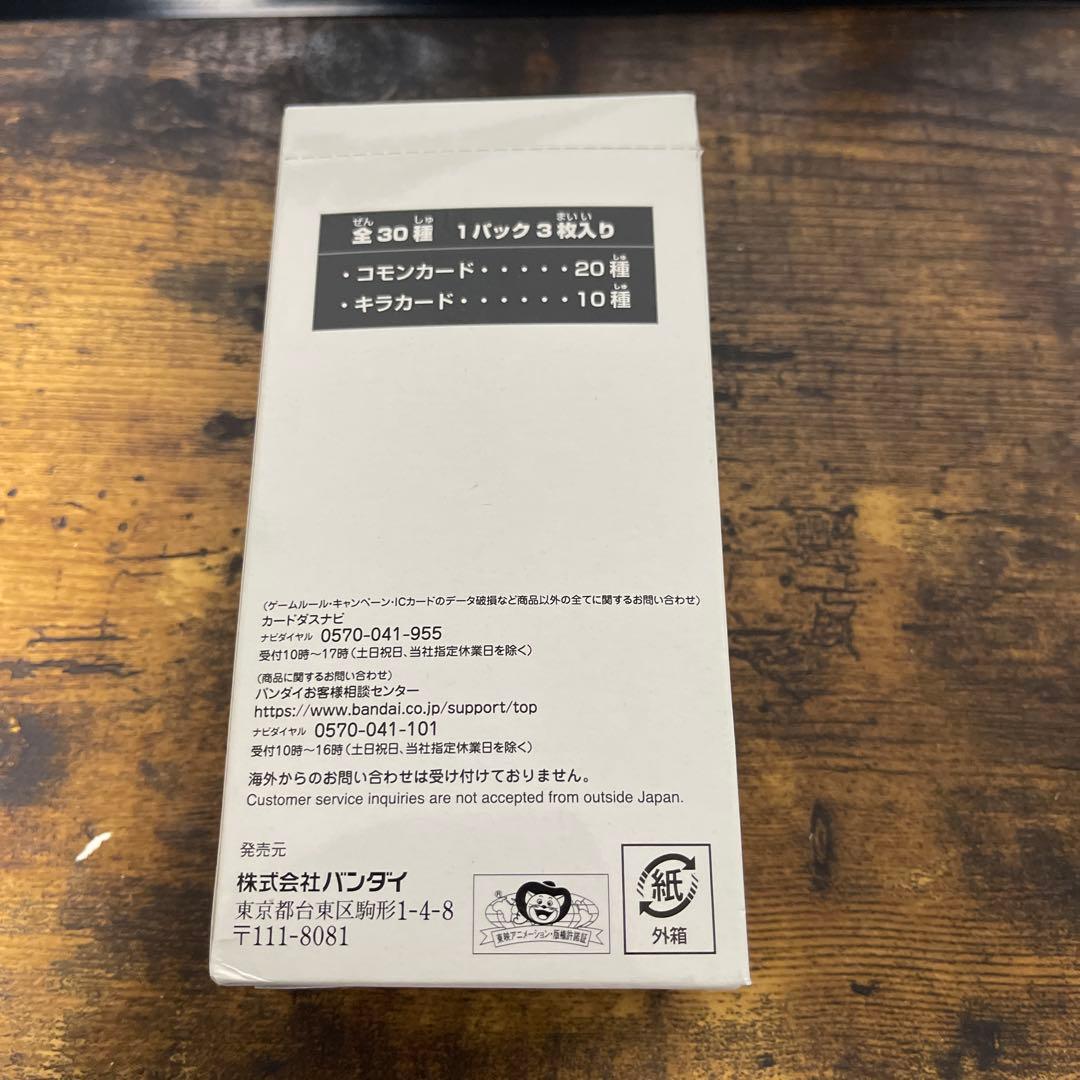 全30種 1パック3枚入り
・コモンカード・・・・・20種
・キラカード・・・・・・10種
(ゲームルール・キャンペーン・ICカードのデータ破損など商品以外の全てに関するお問い合わせ)
カードダスナビ
ナビダイヤル 0570-041-955
受付10時～17時(土日祝日、当社指定休業日を除く)
(商品に関するお問い合わせ)
バンダイお客様相談センター
https://www.bandai.co.jp/support/top
ナビダイヤル 0570-041-101
受付10時～16時(土日祝日、当社指定休業日を除く)
海外からのお問い合わせは受け付けておりません。
Customer service inquiries are not accepted from outside Japan.
発売元
株式会社バンダイ
東京都台東区駒形1-4-8
〒111-8081
®
東映アニメーション・版権許諾証
紙
外箱